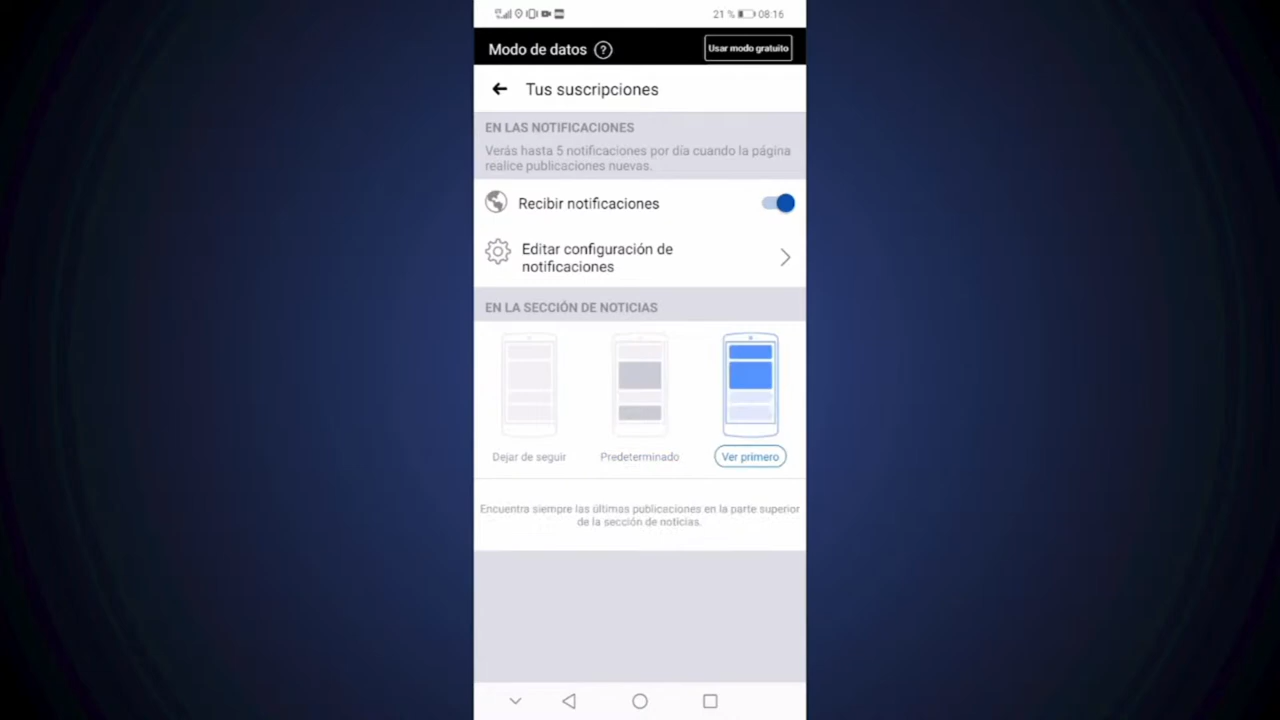 21 % 08:16
Modo de datos ? Usar modo gratuito
Tus suscripciones
EN LAS NOTIFICACIONES
Verás hasta 5 notificaciones por día cuando la página
realice publicaciones nuevas.
Recibir notificaciones
Editar configuración de
notificaciones
EN LA SECCIÓN DE NOTICIAS
Dejar de seguir Predeterminado Ver primero
Encuentra siempre las últimas publicaciones en la parte superior
de la sección de noticias.